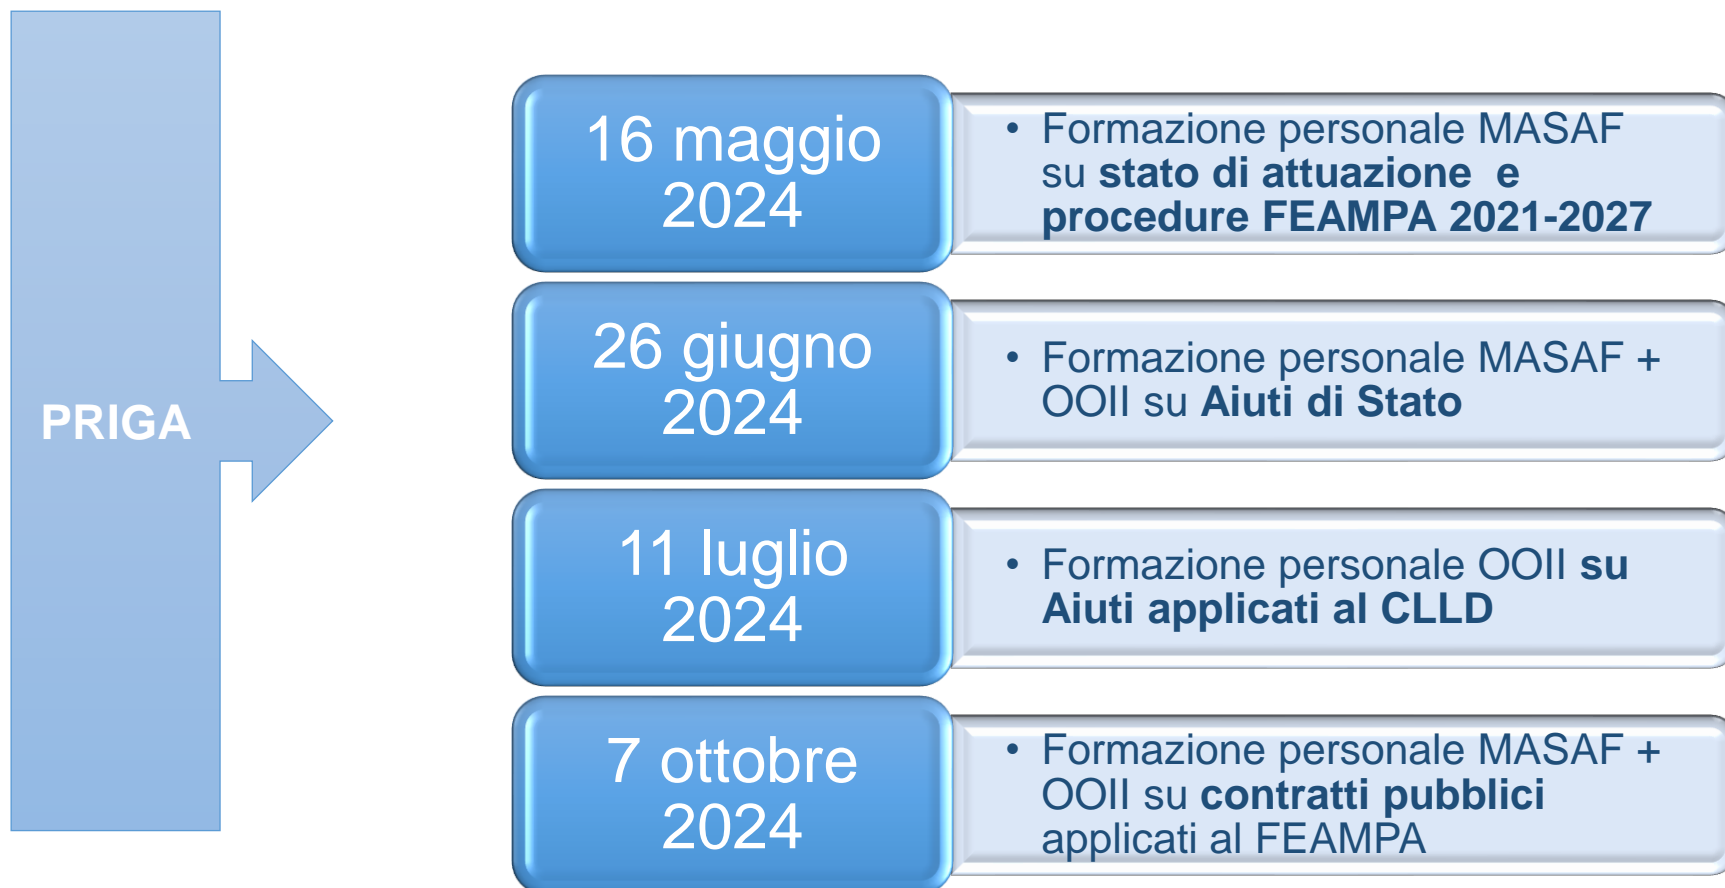 PRIGA
16 maggio
2024
• Formazione personale MASAF
su stato di attuazione e
procedure FEAMPA 2021-2027
26 giugno
2024
• Formazione personale MASAF +
OOII su Aiuti di Stato
11 luglio
2024
• Formazione personale OOII su
Aiuti applicati al CLLD
7 ottobre
2024
• Formazione personale MASAF +
OOII su contratti pubblici
applicati al FEAMPA